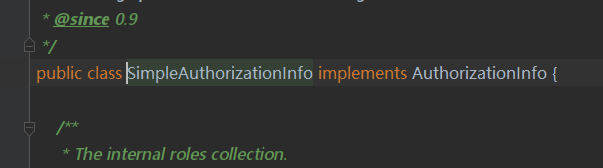 * @since 0.9
*/
public class SimpleAuthorizationInfo implements AuthorizationInfo {
/**
* The internal roles collection.